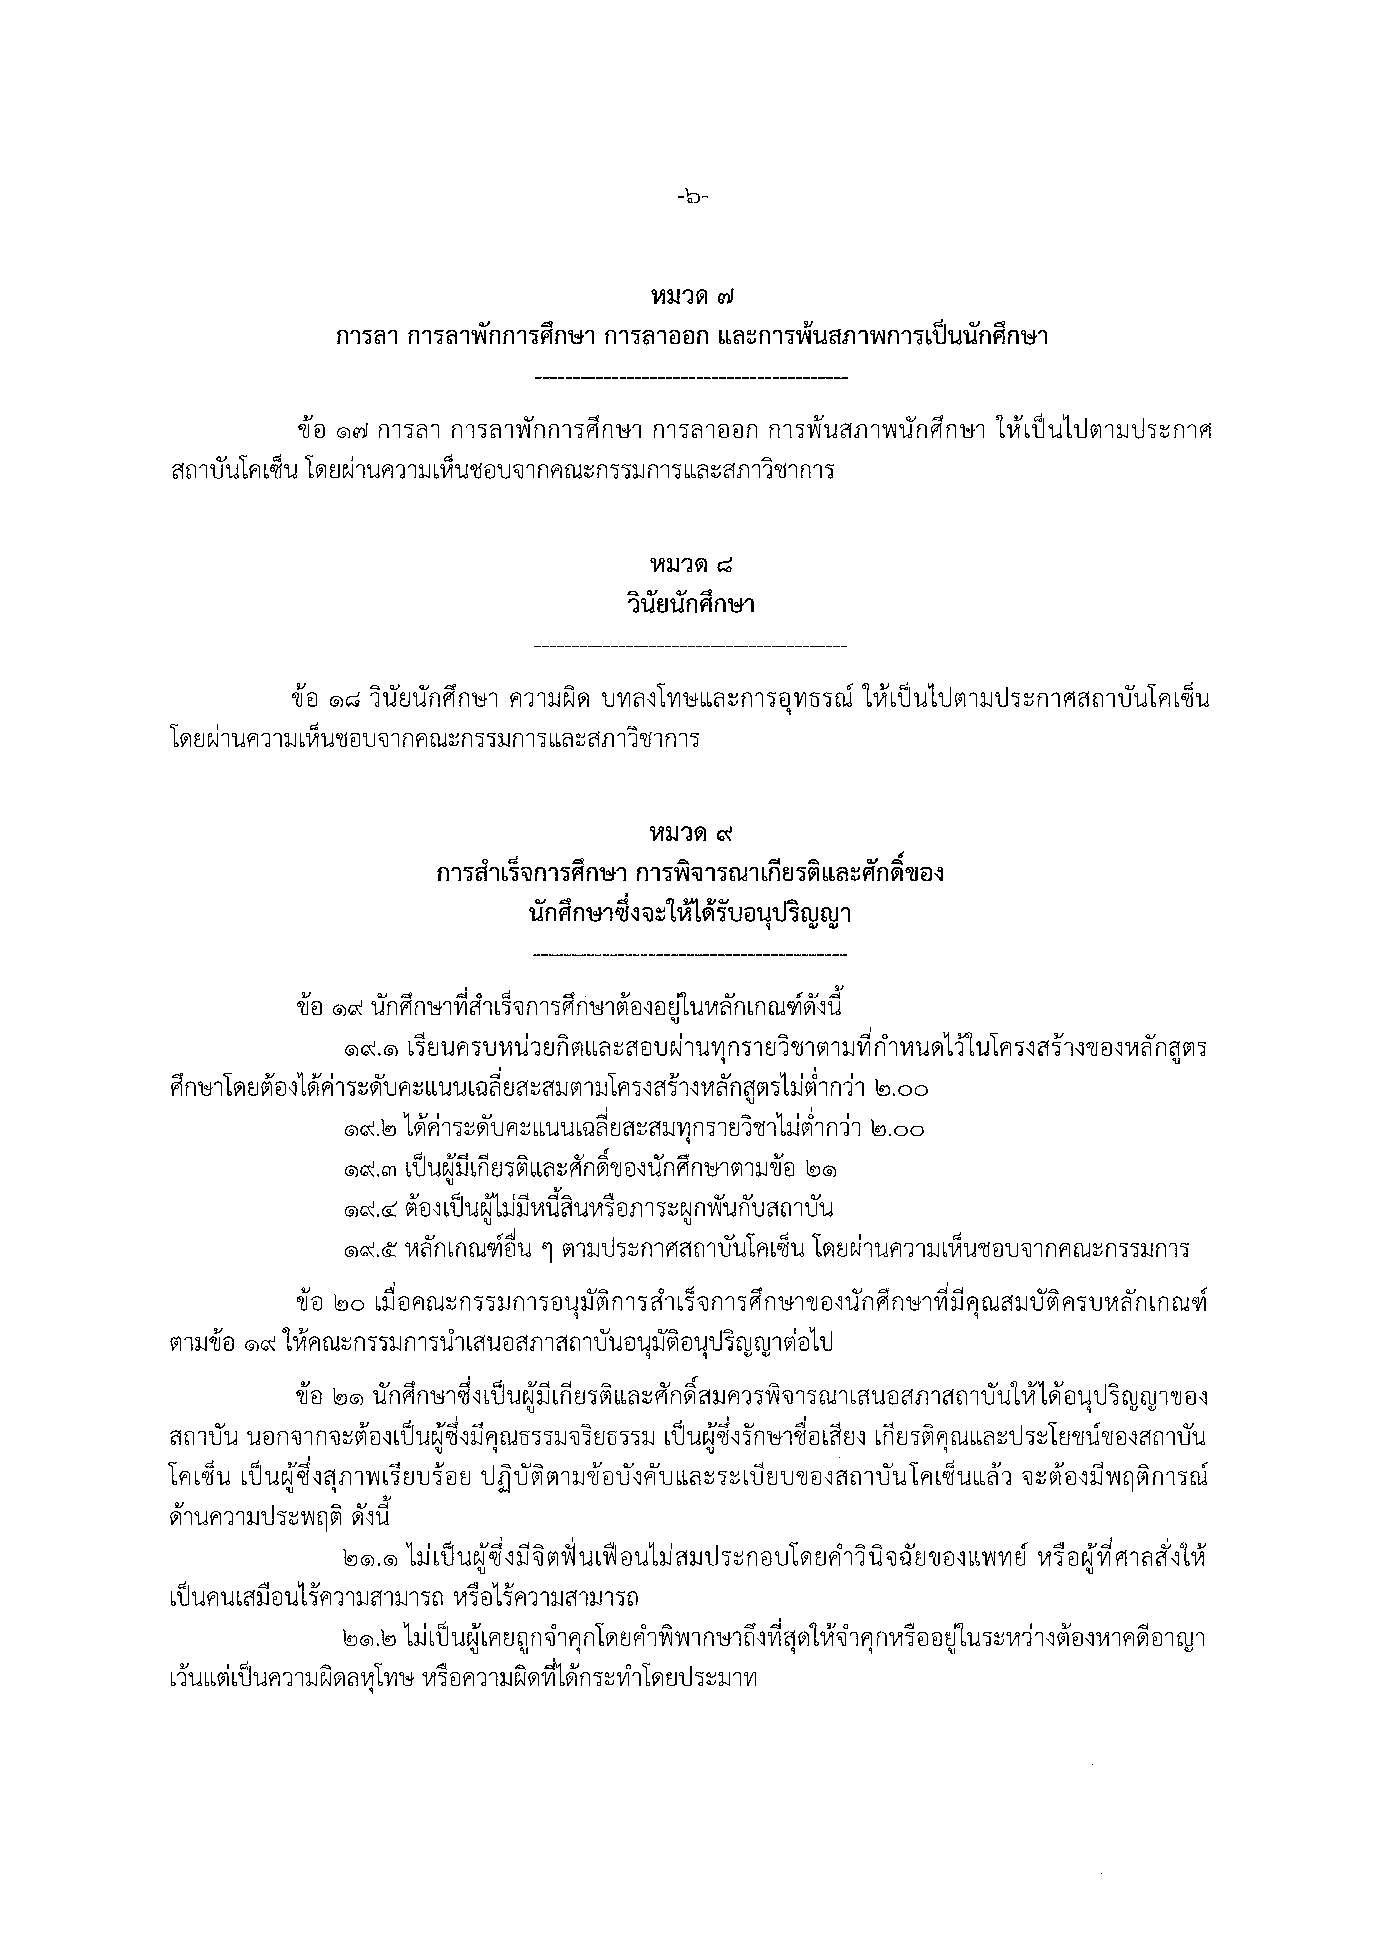 -๖-
หมวด ๗
การลา การลาพักการศึกษา การลาออก และการพ้นสภาพการเป็นนักศึกษา
----------------------------------------
ข้อ ๑๗ การลา การลาพักการศึกษา การลาออก การพ้นสภาพนักศึกษา ให้เป็นไปตามประกาศ
สถาบันโคเซ็น โดยผ่านความเห็นชอบจากคณะกรรมการและสภาวิชาการ
หมวด ๘
วินัยนักศึกษา
----------------------------------------
ข้อ ๑๘ วินัยนักศึกษา ความผิด บทลงโทษและการอุทธรณ์ ให้เป็นไปตามประกาศสถาบันโคเซ็น
โดยผ่านความเห็นชอบจากคณะกรรมการและสภาวิชาการ
หมวด ๙
การสำเร็จการศึกษา การพิจารณาเกียรติและศักดิ์ของ
นักศึกษาซึ่งจะให้ได้รับอนุปริญญา
----------------------------------------
ข้อ ๑๙ นักศึกษาที่สำเร็จการศึกษาต้องอยู่ในหลักเกณฑ์ดังนี้
๑๙.๑ เรียนครบหน่วยกิตและสอบผ่านทุกรายวิชาตามที่กำหนดไว้ในโครงสร้างของหลักสูตร
ศึกษาโดยต้องได้ค่าระดับคะแนนเฉลี่ยสะสมตามโครงสร้างหลักสูตรไม่ต่ำกว่า ๒.๐๐
๑๙.๒ ได้ค่าระดับคะแนนเฉลี่ยสะสมทุกรายวิชาไม่ต่ำกว่า ๒.๐๐
๑๙.๓ เป็นผู้มีเกียรติและศักดิ์ของนักศึกษาตามข้อ ๒๑
๑๙.๔ ต้องเป็นผู้ไม่มีหนี้สินหรือภาระผูกพันกับสถาบัน
๑๙.๕ หลักเกณฑ์อื่น ๆ ตามประกาศสถาบันโคเซ็น โดยผ่านความเห็นชอบจากคณะกรรมการ
ข้อ ๒๐ เมื่อคณะกรรมการอนุมัติการสำเร็จการศึกษาของนักศึกษาที่มีคุณสมบัติครบหลักเกณฑ์
ตามข้อ ๑๙ ให้คณะกรรมการนำเสนอสภาสถาบันอนุมัติอนุปริญญาต่อไป
ข้อ ๒๑ นักศึกษาซึ่งเป็นผู้มีเกียรติและศักดิ์สมควรพิจารณาเสนอสภาสถาบันให้ได้อนุปริญญาของ
สถาบัน นอกจากจะต้องเป็นผู้ซึ่งมีคุณธรรมจริยธรรม เป็นผู้ซึ่งรักษาชื่อเสียง เกียรติคุณและประโยชน์ของสถาบัน
โคเซ็น เป็นผู้ซึ่งสุภาพเรียบร้อย ปฏิบัติตามข้อบังคับและระเบียบของสถาบันโคเซ็นแล้ว จะต้องมีพฤติการณ์
ด้านความประพฤติ ดังนี้
๒๑.๑ ไม่เป็นผู้ซึ่งมีจิตฟั่นเฟือนไม่สมประกอบโดยคำวินิจฉัยของแพทย์ หรือผู้ที่ศาลสั่งให้
เป็นคนเสมือนไร้ความสามารถ หรือไร้ความสามารถ
๒๑.๒ ไม่เป็นผู้เคยถูกจำคุกโดยคำพิพากษาถึงที่สุดให้จำคุกหรืออยู่ในระหว่างต้องหาคดีอาญา
เว้นแต่เป็นความผิดลหุโทษ หรือความผิดที่ได้กระทำโดยประมาท